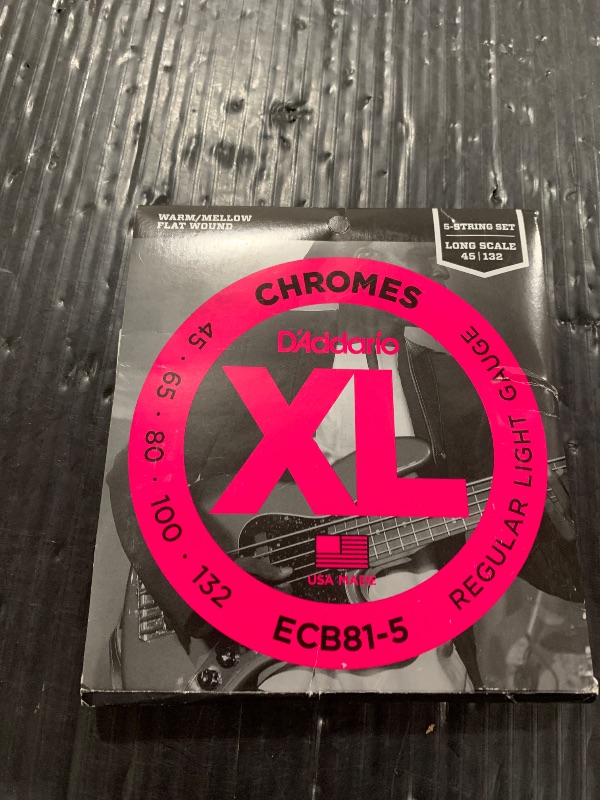 WARM/MELLOW
FLAT WOUND
5-STRING SET
LONG SCALE
45 | 132
CHROMES
D'Addario
XL
USA MADE
45 · 65 · 80 · 100 · 132
REGULAR LIGHT GAUGE
ECB81-5